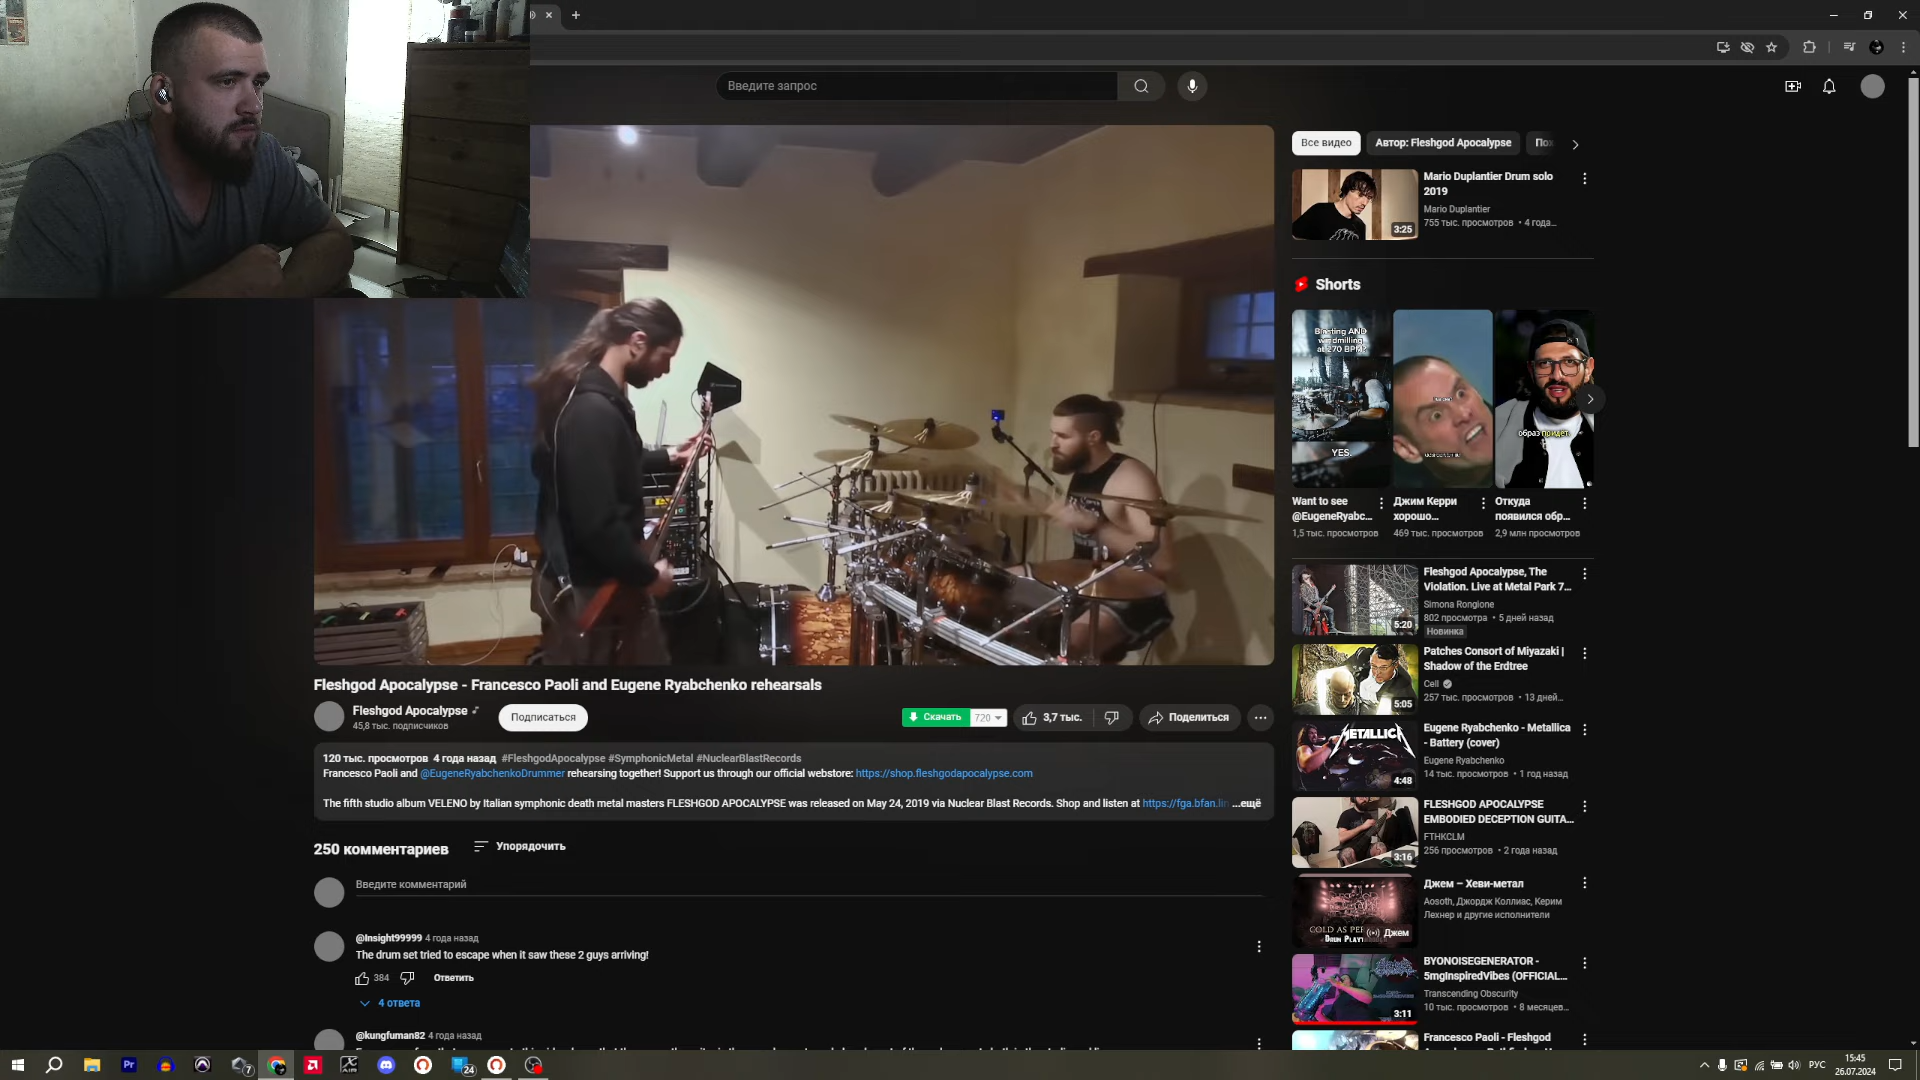 Введите запрос
Fleshgod Apocalypse - Francesco Paoli and Eugene Ryabchenko rehearsals
Fleshgod Apocalypse
45,8 тыс. подписчиков
Подписаться
Скачать
720
3,7 тыс.
Поделиться
120 тыс. просмотров 4 года назад #FleshgodApocalypse #SymphonicMetal #NuclearBlastRecords
Francesco Paoli and @EugeneRyabchenkoDrummer rehearsing together! Support us through our official webstore: https://shop.fleshgodapocalypse.com
The fifth studio album VELENO by Italian symphonic death metal masters FLESHGOD APOCALYPSE was released on May 24, 2019 via Nuclear Blast Records. Shop and listen at https://fga.bfan.lin ...ещё
250 комментариев
Упорядочить
Введите комментарий
@Insight99999 4 года назад
The drum set tried to escape when it saw these 2 guys arriving!
384
Ответить
4 ответа
@kungfuman82 4 года назад
Все видео
Автор: Fleshgod Apocalypse
Пох
Mario Duplantier Drum solo
2019
Mario Duplantier
755 тыс. просмотров • 4 года...
3:25
Shorts
Blasting AND
windmilling
at 270 BPM?
YES.
образ пойдет
Want to see
@EugeneRyabc...
1,5 тыс. просмотров
Джим Керри
хорошо...
469 тыс. просмотров
Откуда
появился обр...
2,9 млн просмотров
Fleshgod Apocalypse, The
Violation. Live at Metal Park 7...
Simona Rongione
802 просмотра • 5 дней назад
Новинка
5:20
Patches Consort of Miyazaki |
Shadow of the Erdtree
Cell
257 тыс. просмотров • 13 дней...
5:05
METALLICA
Eugene Ryabchenko - Metallica
- Battery (cover)
Eugene Ryabchenko
14 тыс. просмотров • 1 год назад
4:48
FLESHGOD APOCALYPSE
EMBODIED DECEPTION GUITA...
FTHKCLM
256 просмотров • 2 года назад
3:16
Джем – Хеви-метал
Aosoth, Джордж Коллиас, Керим
Лехнер и другие исполнители
Джем
BYONOISEGENERATOR -
5mgInspiredVibes (OFFICIAL...
Transcending Obscurity
10 тыс. просмотров • 8 месяцев...
3:11
Francesco Paoli - Fleshgod
Pr
7
24
РУС
15:45
26.07.2024